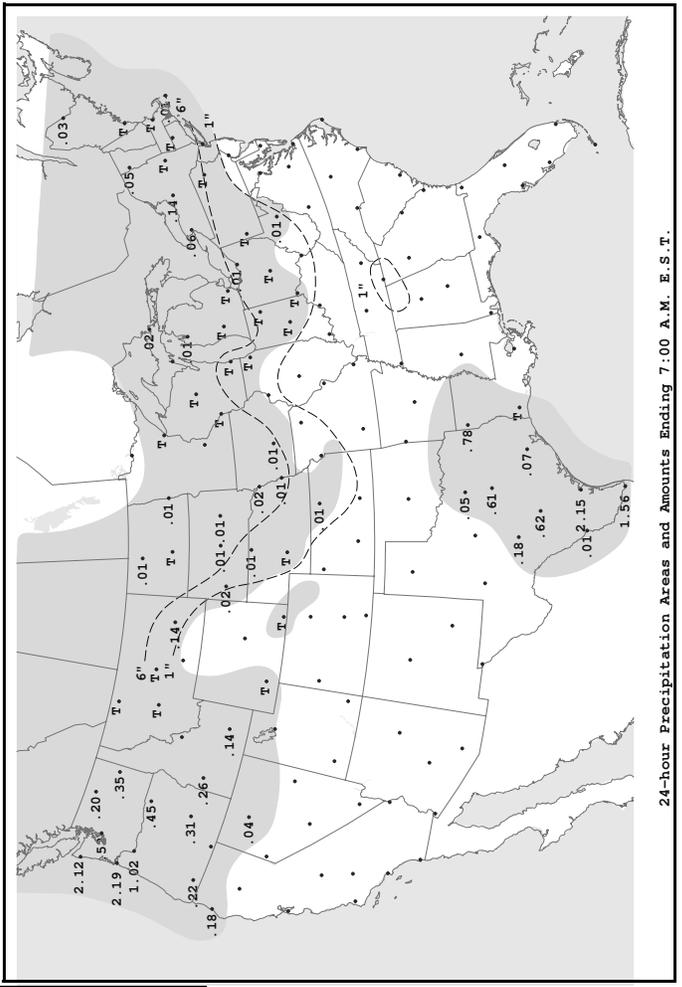 .03
2.12
.20
.52
2.19 .35 T T
1.02 .05
.45 6" T .01 .02 T
T 1" .14 T .01 T .14 T T .01 6"
.22 .31 .26 T .01 .06 T 1"
.18 .14 .02 .01 .01 T T T T .01 T
.04 T .01 .02 .01 T T T .01
T T .01 T T
.01
1"
.05 .78
.61
.18 T
.62 .07
.01 2.15
1.56
24-hour Precipitation Areas and Amounts Ending 7:00 A.M. E.S.T.